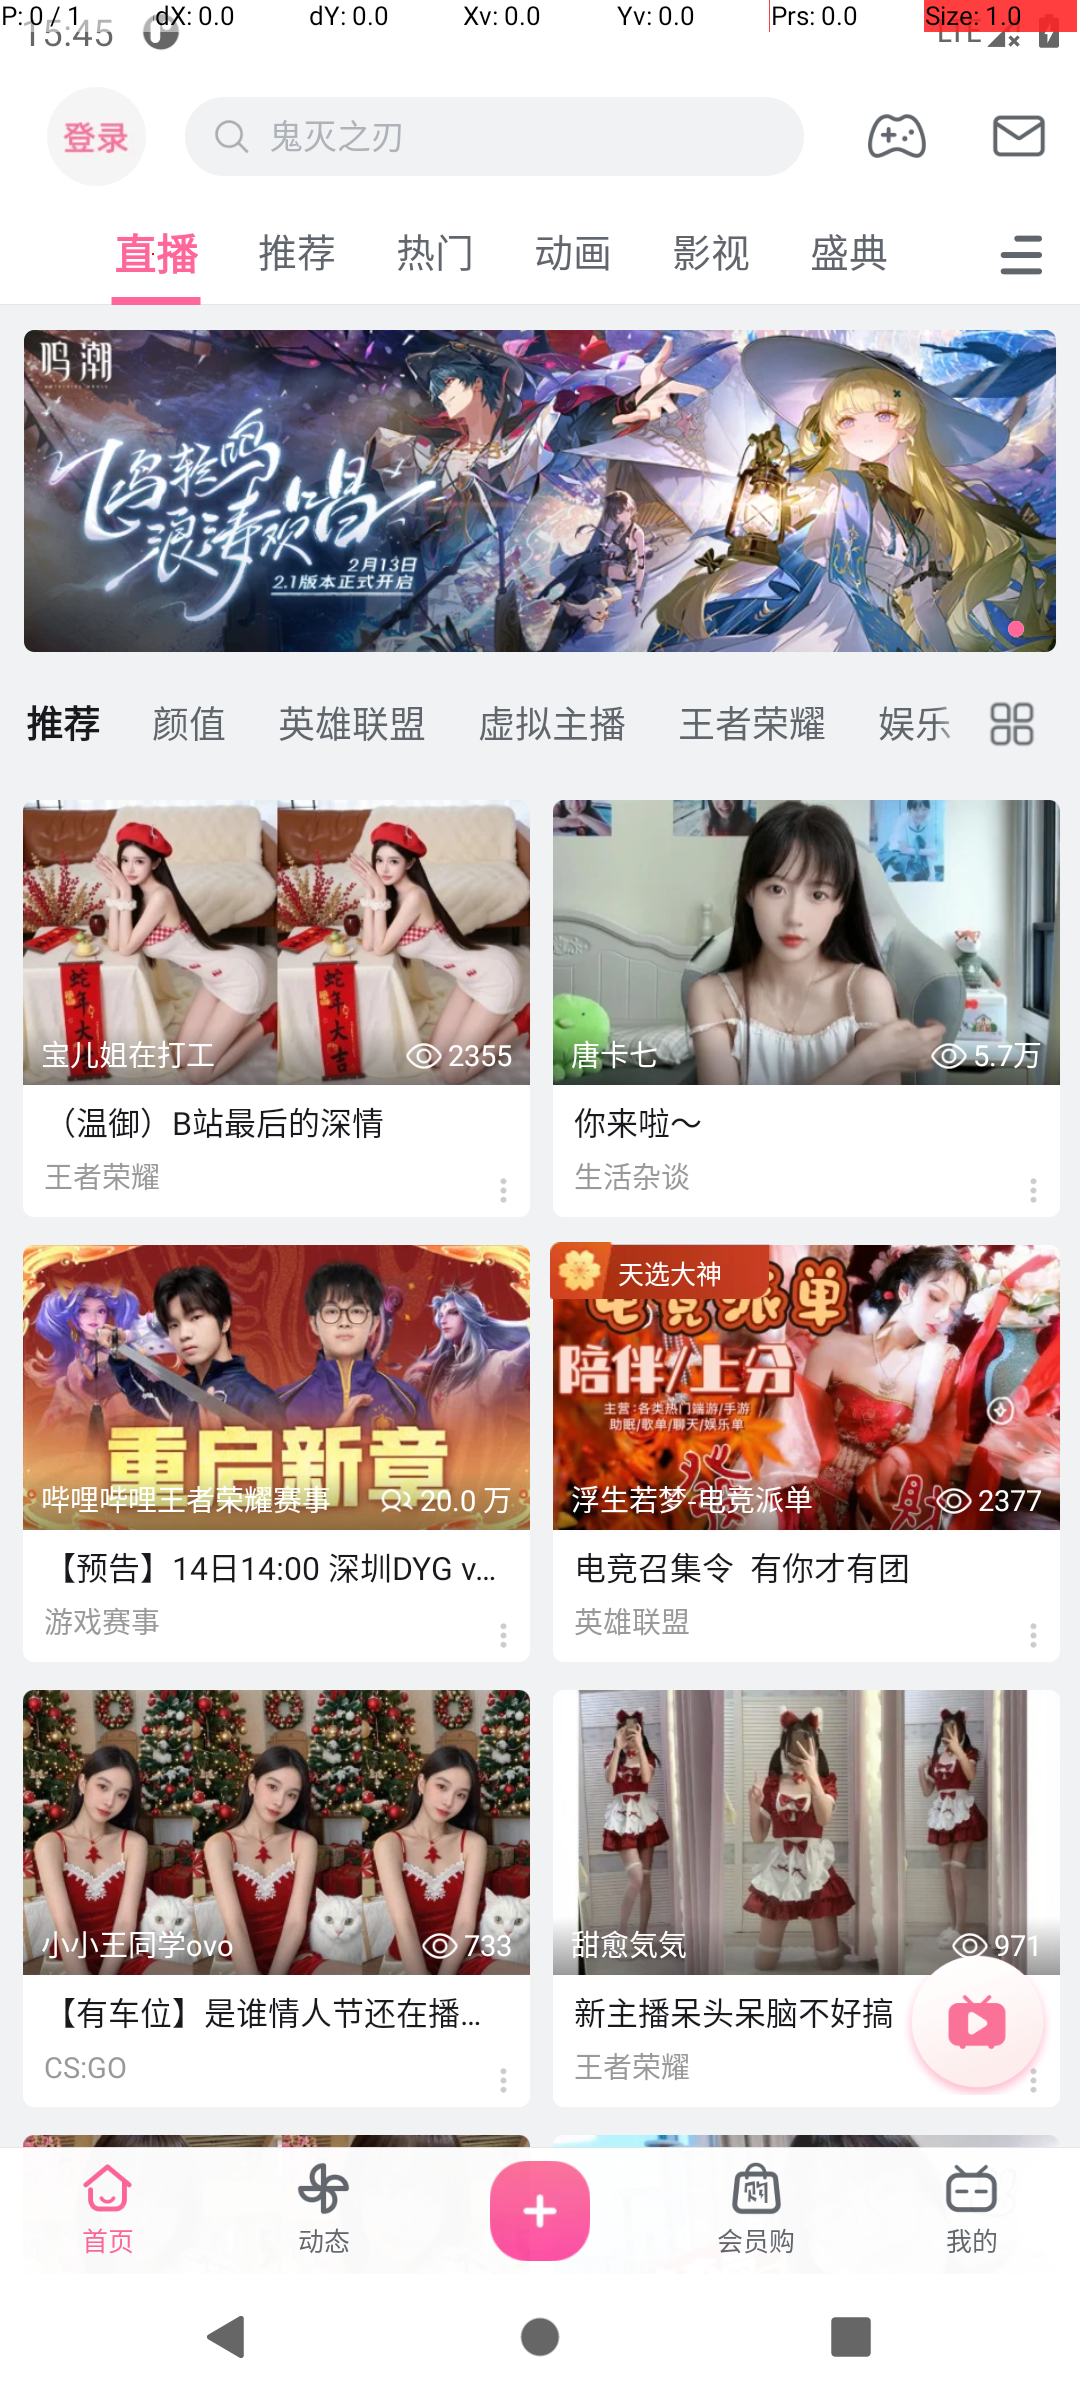 P: 0 / 1 dX: 0.0 dY: 0.0 Xv: 0.0 Yv: 0.0 Prs: 0.0 Size: 1.0
15:45 LTE
登录 鬼灭之刃
直播 推荐 热门 动画 影视 盛典
鸣潮
飞鸟轻鸣
浪涛欢唱
2月13日
2.1版本正式开启
推荐 颜值 英雄联盟 虚拟主播 王者荣耀 娱乐
蛇年大吉 蛇年大吉
宝儿姐在打工 2355
唐卡七 5.7万
（温御）B站最后的深情
王者荣耀
你来啦～
生活杂谈
重启新章
哔哩哔哩王者荣耀赛事 20.0 万
天选大神
电竞派单
陪伴/上分
主营:各类热门端游/手游
助眠/歌单/聊天/娱乐单
浮生若梦-电竞派单 2377
【预告】14日14:00 深圳DYG v...
游戏赛事
电竞召集令 有你才有团
英雄联盟
小小王同学ovo 733
甜愈気気 971
【有车位】是谁情人节还在播...
CS:GO
新主播呆头呆脑不好搞
王者荣耀
首页 动态 会员购 我的